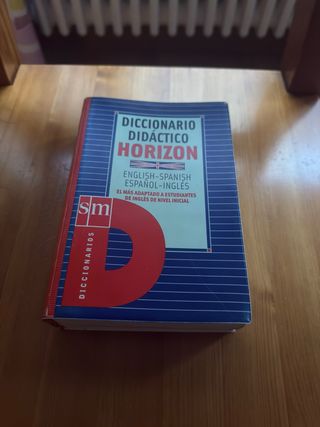 DICCIONARIO
DIDÁCTICO
HORIZON
ENGLISH-SPANISH
ESPAÑOL-INGLÉS
EL MÁS ADAPTADO A ESTUDIANTES
DE INGLÉS DE NIVEL INICIAL
sm
DICCIONARIOS
D